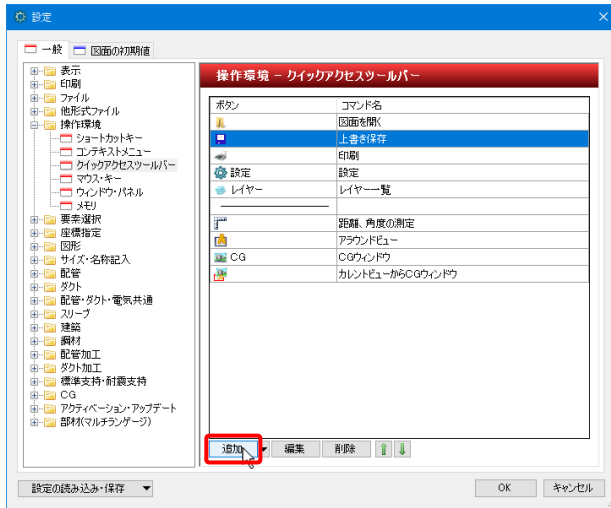 設定
一般 図面の初期値
表示
印刷
ファイル
他形式ファイル
操作環境
ショートカットキー
コンテキストメニュー
クイックアクセスツールバー
マウス・キー
ウィンドウ・パネル
メモリ
要素選択
座標指定
図形
サイズ・名称記入
配管
ダクト
配管・ダクト・電気共通
スリーブ
建築
鋼材
配管加工
ダクト加工
標準支持・耐震支持
CG
アクティベーション・アップデート
部材(マルチランゲージ)
操作環境 - クイックアクセスツールバー
ボタン コマンド名
図面を開く
上書き保存
印刷
設定 設定
レイヤー レイヤー一覧
距離、角度の測定
アラウンドビュー
CG CGウィンドウ
カレントビューからCGウィンドウ
追加 編集 削除
設定の読み込み・保存 OK キャンセル